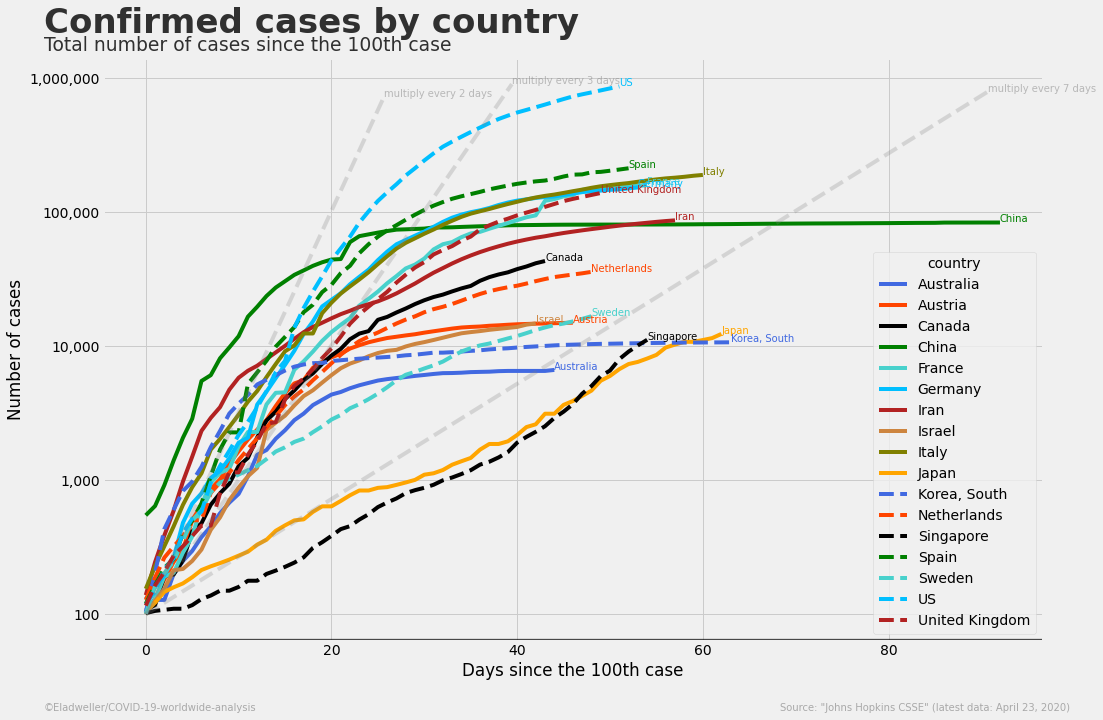 Confirmed cases by country
Total number of cases since the 100th case
1,000,000
100,000
10,000
1,000
100
Number of cases
0
20
40
60
80
Days since the 100th case
multiply every 2 days
multiply every 3 days
multiply every 7 days
US
Spain
Italy
Germany
United Kingdom
Iran
China
Canada
Netherlands
Sweden
Israel
Austria
Singapore
Japan
Korea, South
Australia
country
Australia
Austria
Canada
China
France
Germany
Iran
Israel
Italy
Japan
Korea, South
Netherlands
Singapore
Spain
Sweden
US
United Kingdom
©Eladweller/COVID-19-worldwide-analysis
Source: "Johns Hopkins CSSE" (latest data: April 23, 2020)